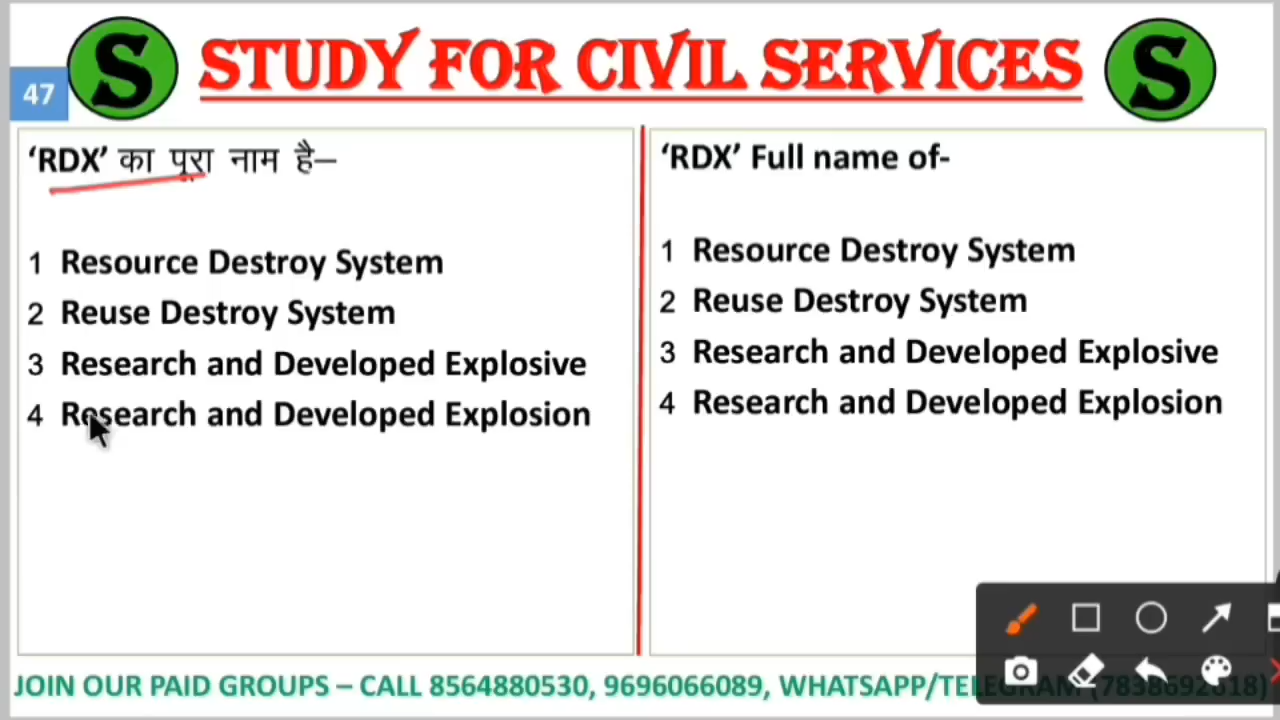 S STUDY FOR CIVIL SERVICES S
47
‘RDX’ का पूरा नाम है–
1 Resource Destroy System
2 Reuse Destroy System
3 Research and Developed Explosive
4 Research and Developed Explosion
‘RDX’ Full name of-
1 Resource Destroy System
2 Reuse Destroy System
3 Research and Developed Explosive
4 Research and Developed Explosion
JOIN OUR PAID GROUPS – CALL 8564880530, 9696066089, WHATSAPP/TELEGRAM (7838692618)